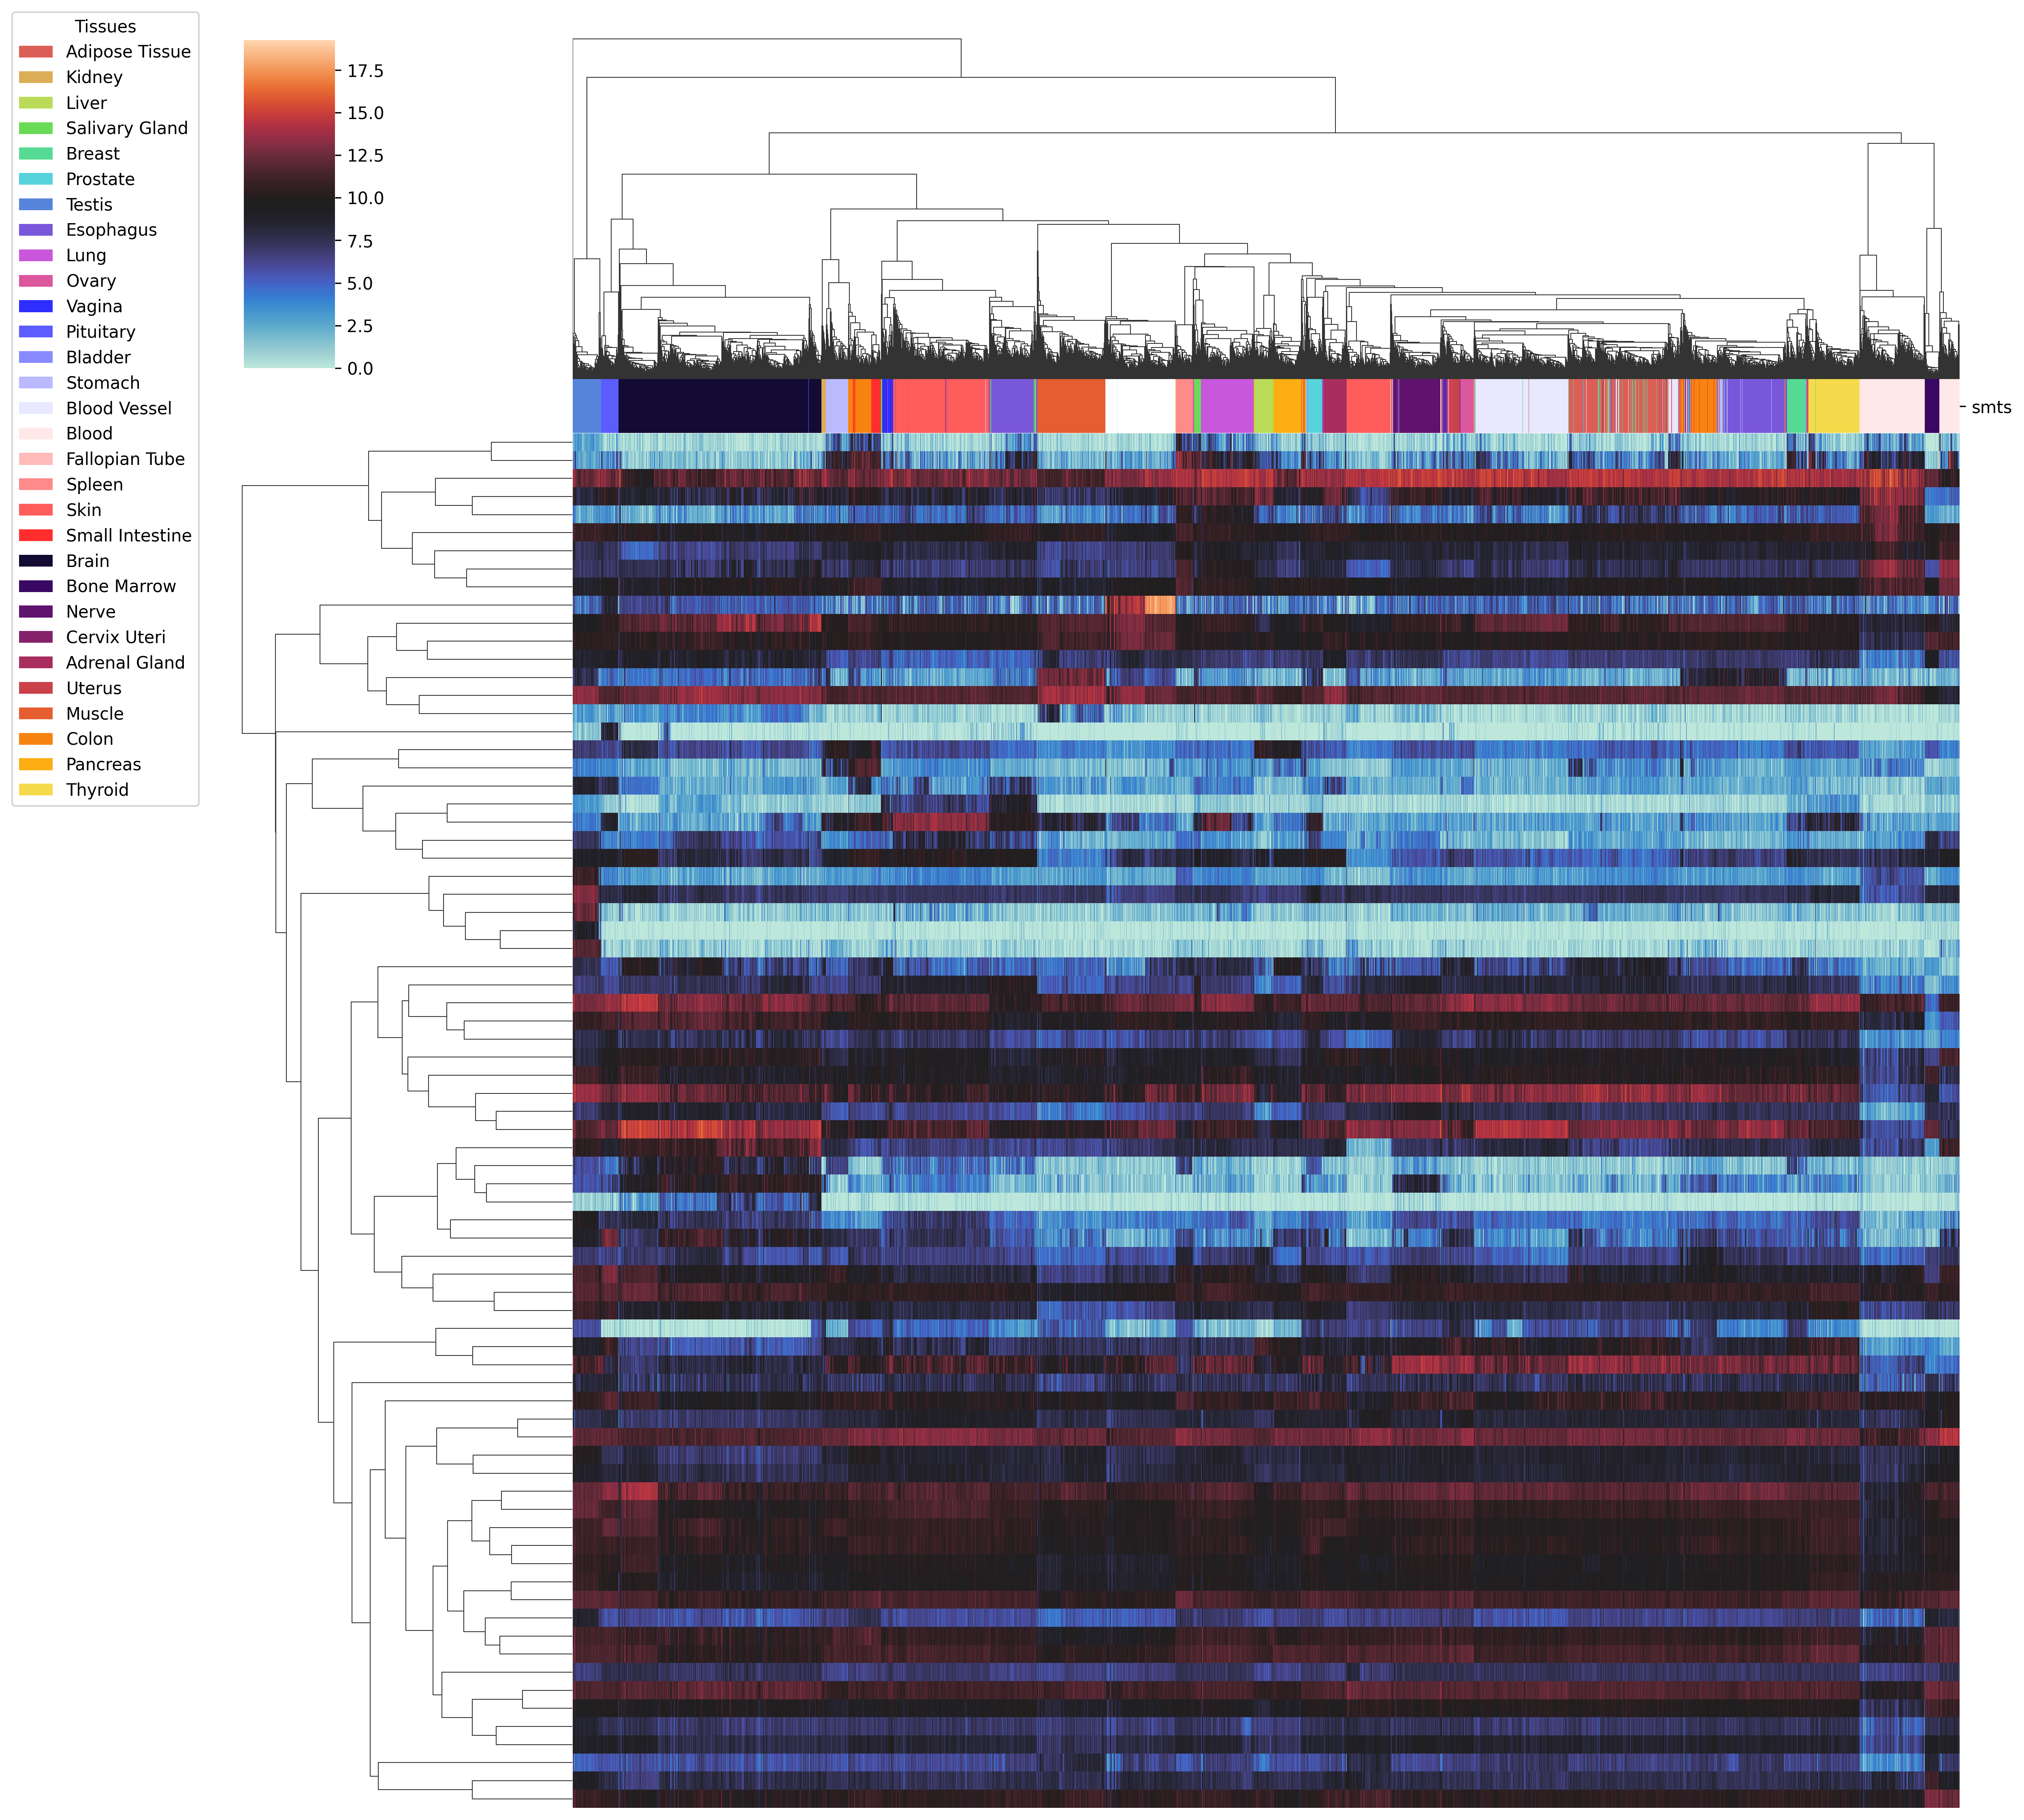 Tissues
Adipose Tissue
Kidney
Liver
Salivary Gland
Breast
Prostate
Testis
Esophagus
Lung
Ovary
Vagina
Pituitary
Bladder
Stomach
Blood Vessel
Blood
Fallopian Tube
Spleen
Skin
Small Intestine
Brain
Bone Marrow
Nerve
Cervix Uteri
Adrenal Gland
Uterus
Muscle
Colon
Pancreas
Thyroid
17.5
15.0
12.5
10.0
7.5
5.0
2.5
0.0
smts